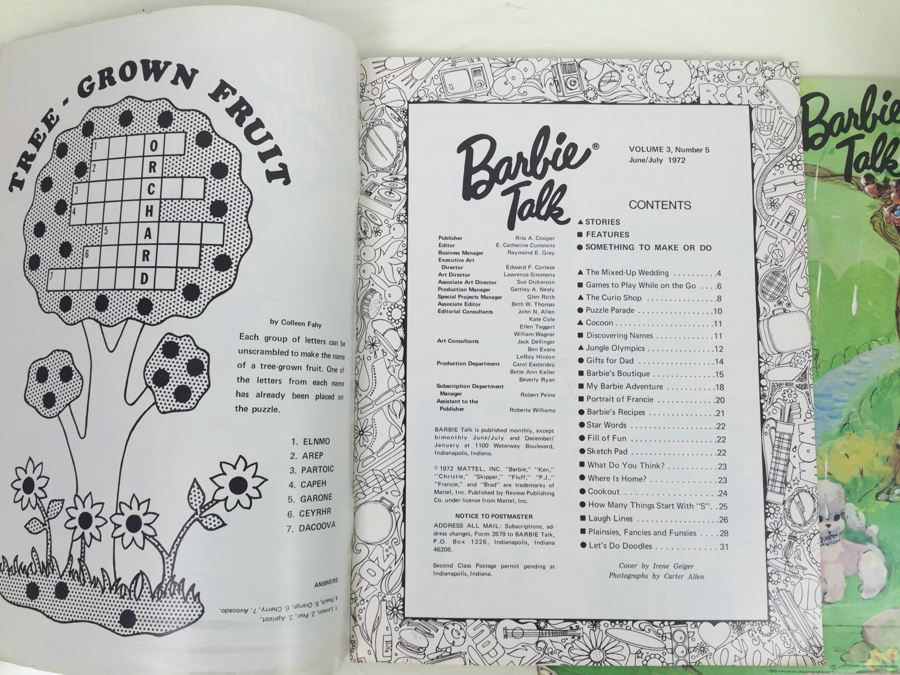 TREE-GROWN FRUIT
1
O
2
R
3
C
4
H
5
A
6
R
D
by Colleen Fahy
Each group of letters can be
unscrambled to make the name
of a tree-grown fruit. One of
the letters from each name
has already been placed on
the puzzle.
1. ELNMO
2. AREP
3. PARTOIC
4. CAPEH
5. GARONE
6. CEYRHR
7. DACOOVA
ANSWERS
1. Lemon, 2. Pear, 3. Apricot,
4. Peach, 5. Orange, 6. Cherry, 7. Avocado.
ROCK
Barbie®
Talk
VOLUME 3, Number 5
June/July 1972
Publisher Rita A. Cooper
Editor E. Catherine Cummins
Business Manager Raymond E. Gray
Executive Art
Director Edward F. Cortese
Art Director Lawrence Simmons
Associate Art Director Sue Dickerson
Production Manager Gartley A. Neely
Special Projects Manager Glen Roth
Associate Editor Beth W. Thomas
Editorial Consultants John N. Allen
Kate Cole
Ellen Taggart
William Wagner
Art Consultants Jack Dellinger
Ben Evans
LeRoy Hinton
Production Department Carol Easterday
Bette Ann Keller
Beverly Ryan
Subscription Department
Manager Robert Peine
Assistant to the
Publisher Roberta Williams
BARBIE Talk is published monthly, except
bimonthly June/July and December/
January at 1100 Waterway Boulevard,
Indianapolis, Indiana.
©1972 MATTEL, INC. "Barbie," "Ken,"
"Christie," "Skipper," "Fluff," "P.J.,"
"Francie," and "Brad" are trademarks of
Mattel, Inc. Published by Review Publishing
Co. under license from Mattel, Inc.
NOTICE TO POSTMASTER
ADDRESS ALL MAIL: Subscriptions, ad-
dress changes, Form 3579 to BARBIE Talk,
P.O. Box 1226, Indianapolis, Indiana
46206.
Second Class Postage permit pending at
Indianapolis, Indiana.
CONTENTS
▲ STORIES
■ FEATURES
● SOMETHING TO MAKE OR DO
▲ The Mixed-Up Wedding ..........4
■ Games to Play While on the Go ....6
▲ The Curio Shop ...............8
● Puzzle Parade ................10
▲ Cocoon .....................11
■ Discovering Names ............11
▲ Jungle Olympics ..............12
● Gifts for Dad ................14
■ Barbie's Boutique .............15
■ My Barbie Adventure ...........18
■ Portrait of Francie .............20
● Barbie's Recipes ..............21
● Star Words ..................22
● Fill of Fun ..................22
● Sketch Pad ..................22
■ What Do You Think? ...........23
● Where Is Home? ..............23
● Cookout ....................24
● How Many Things Start With "S". .25
■ Laugh Lines .................26
■ Plainsies, Fancies and Funsies ....28
● Let's Do Doodles ..............31
Cover by Irene Geiger
Photographs by Carter Allen
Barbie
Talk